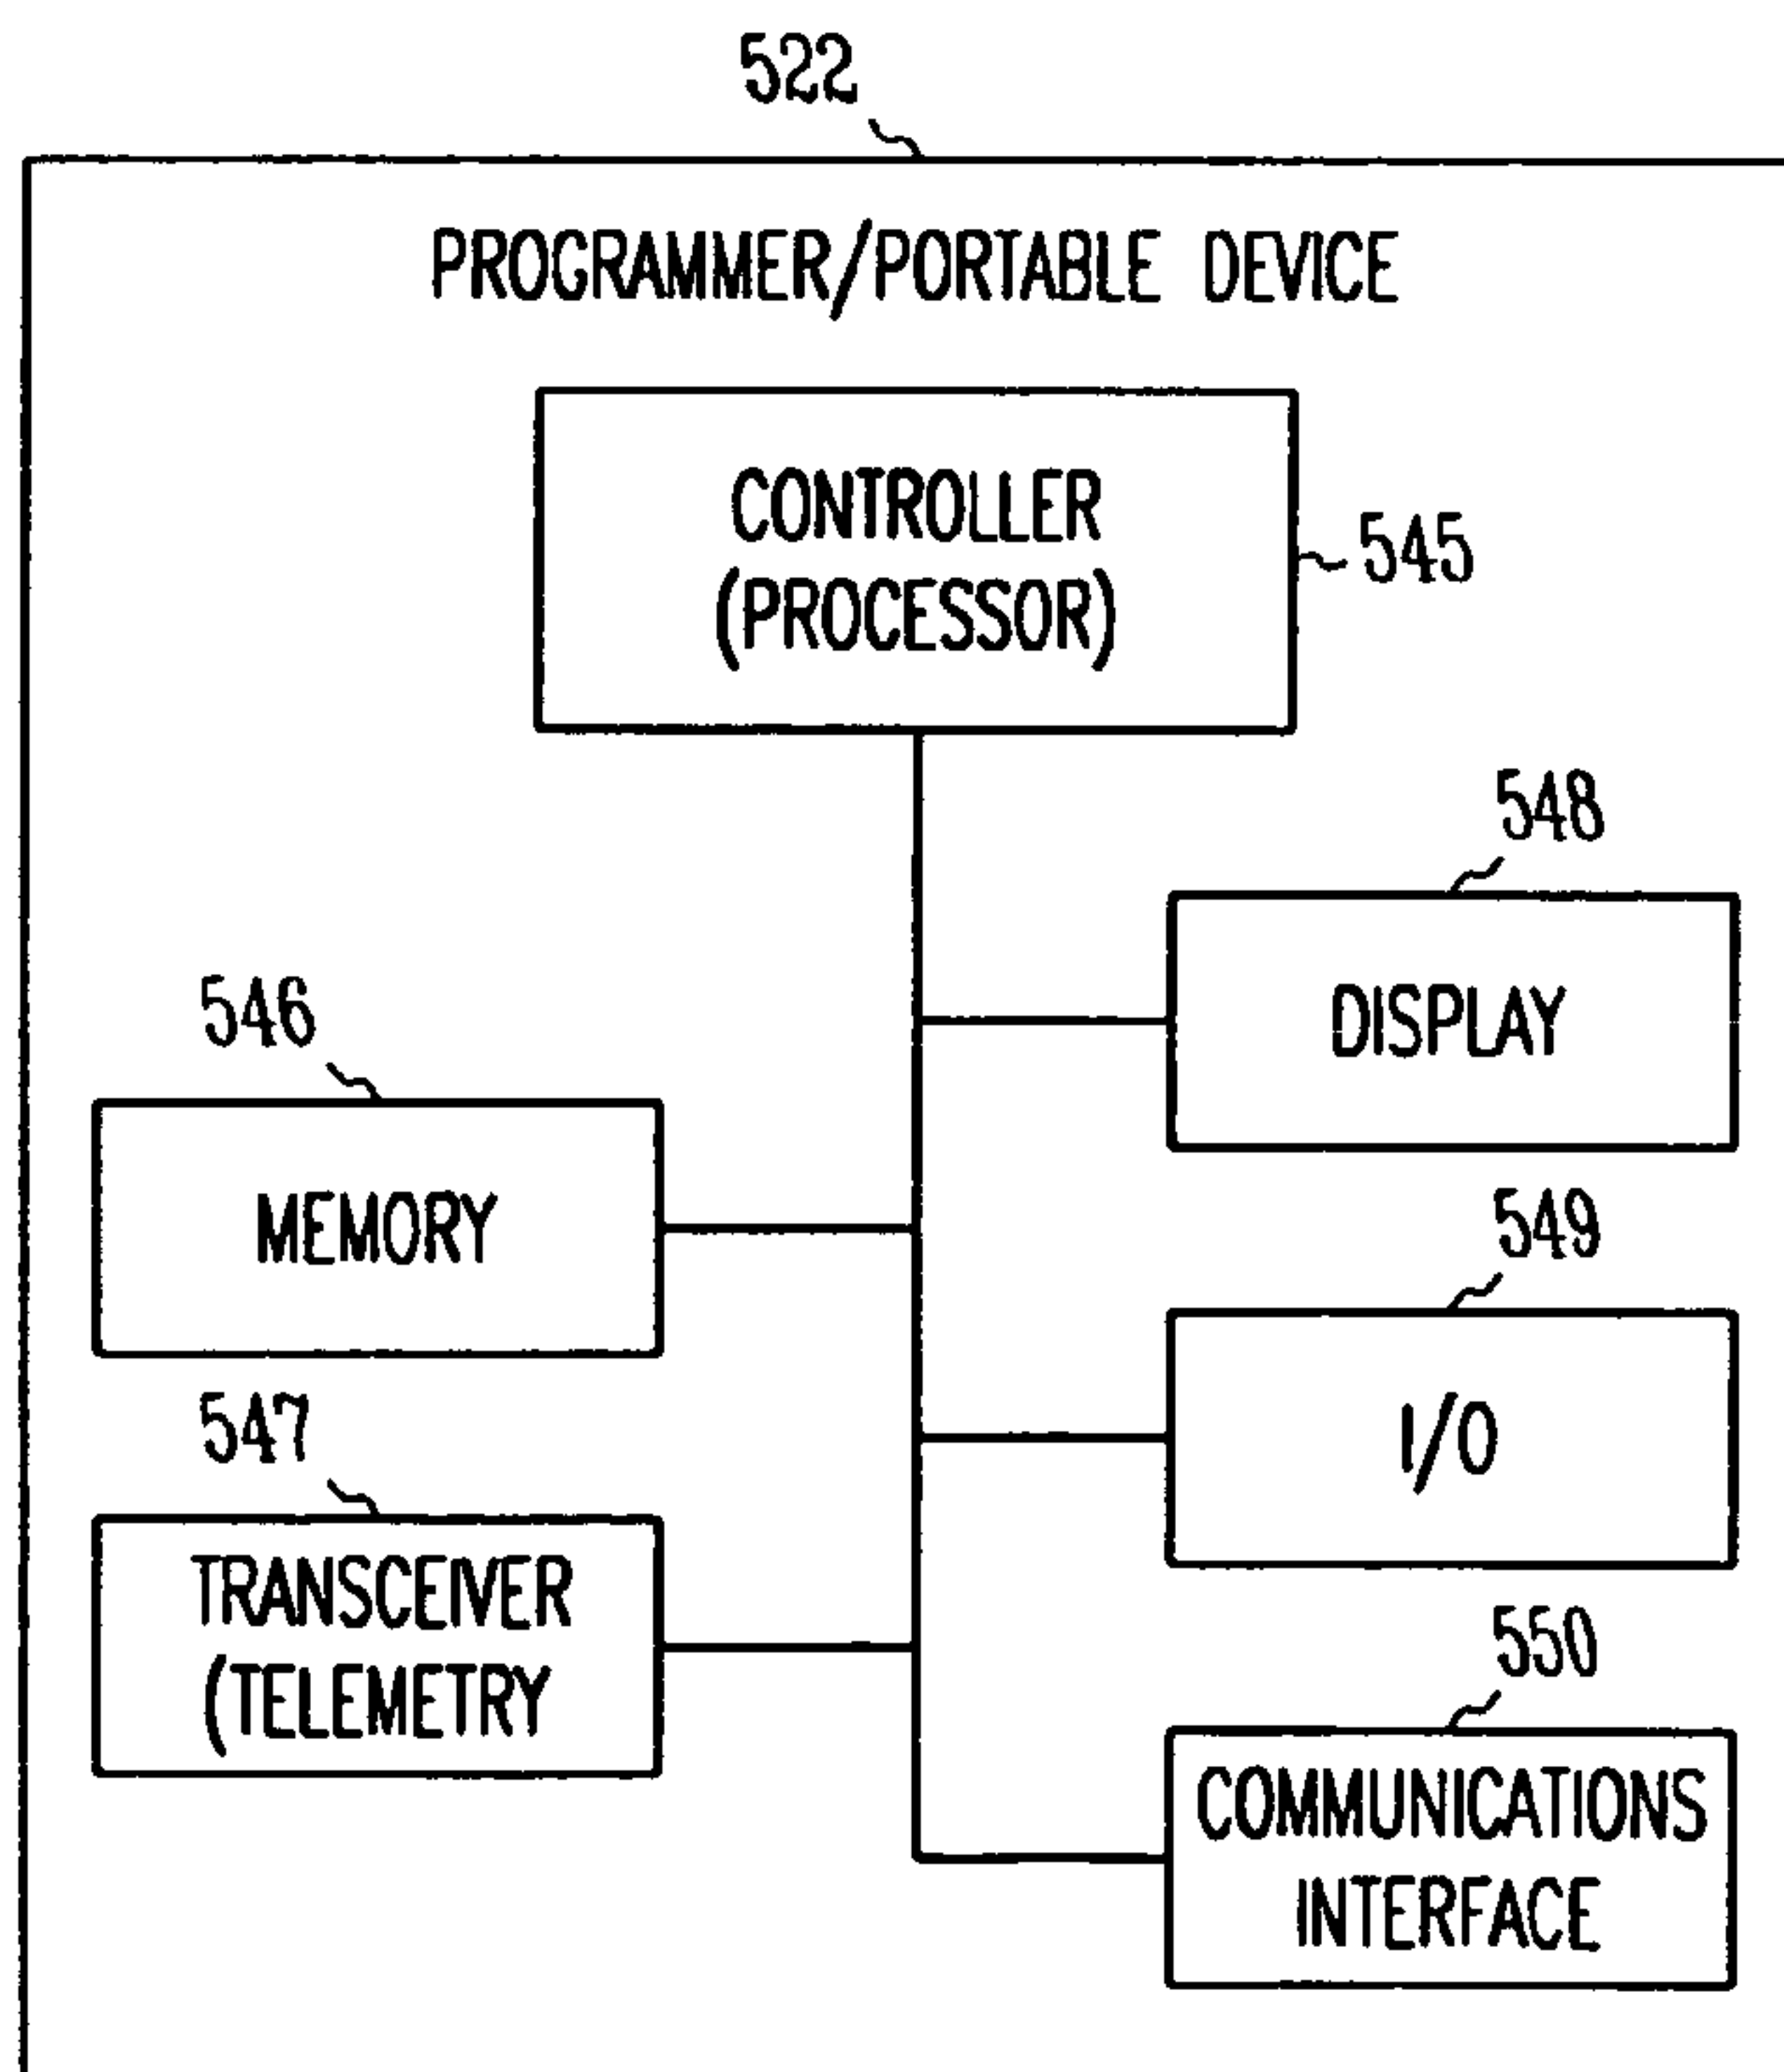 522
PROGRAMMER/PORTABLE DEVICE
CONTROLLER
(PROCESSOR)
545
548
DISPLAY
546
MEMORY
549
I/O
547
TRANSCEIVER
(TELEMETRY
550
COMMUNICATIONS
INTERFACE